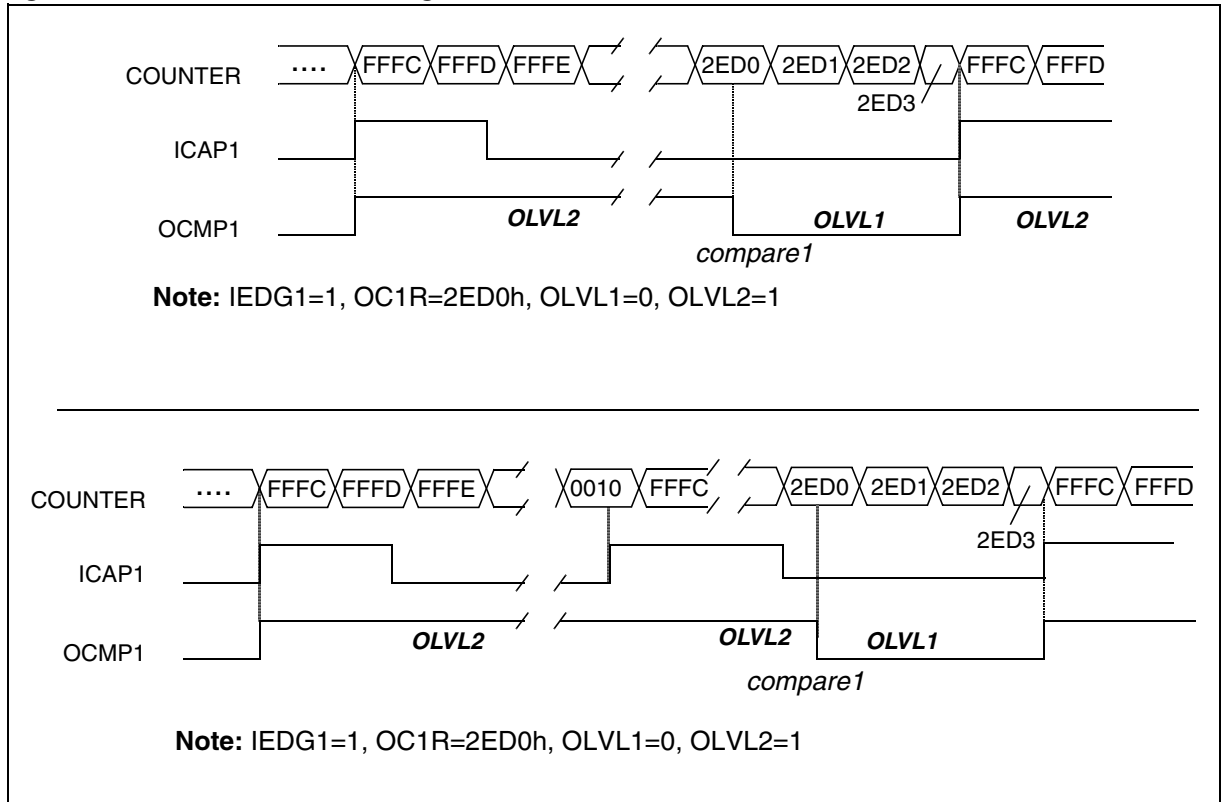 COUNTER .... FFFC FFFD FFFE 2ED0 2ED1 2ED2 FFFC FFFD
2ED3
ICAP1
OCMP1 OLVL2 OLVL1 OLVL2
compare1
Note: IEDG1=1, OC1R=2ED0h, OLVL1=0, OLVL2=1
COUNTER .... FFFC FFFD FFFE 0010 FFFC 2ED0 2ED1 2ED2 FFFC FFFD
2ED3
ICAP1
OCMP1 OLVL2 OLVL2 OLVL1
compare1
Note: IEDG1=1, OC1R=2ED0h, OLVL1=0, OLVL2=1